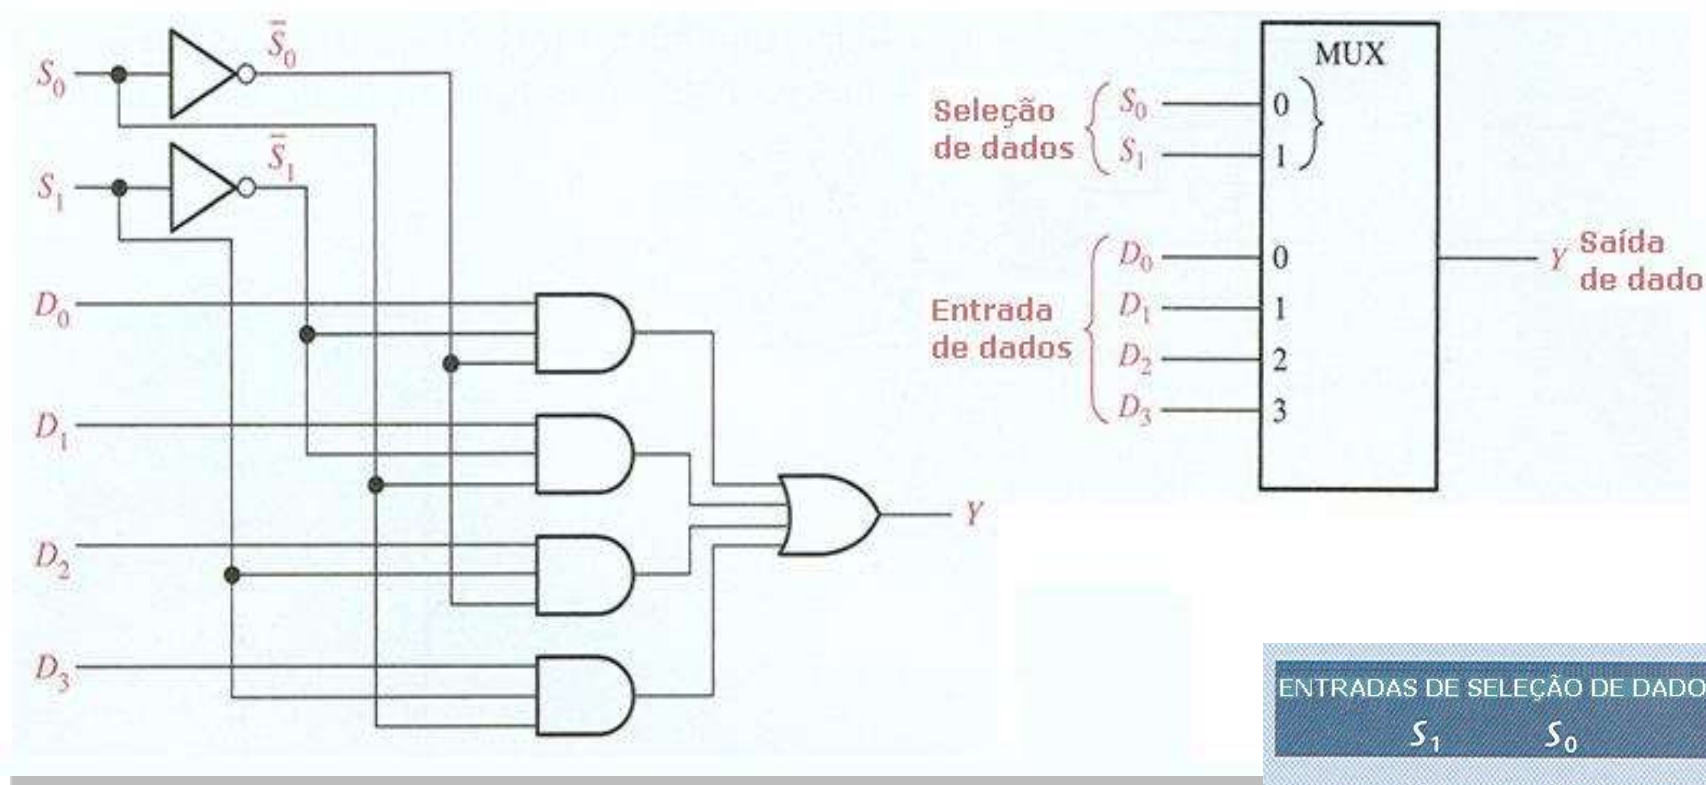 S₀
S̄₀
S₁
S̄₁
D₀
D₁
D₂
D₃
Y
MUX
Seleção
de dados
S₀
S₁
0
1
Entrada
de dados
D₀
D₁
D₂
D₃
0
1
2
3
Y Saída
de dado
ENTRADAS DE SELEÇÃO DE DADO
S₁ S₀